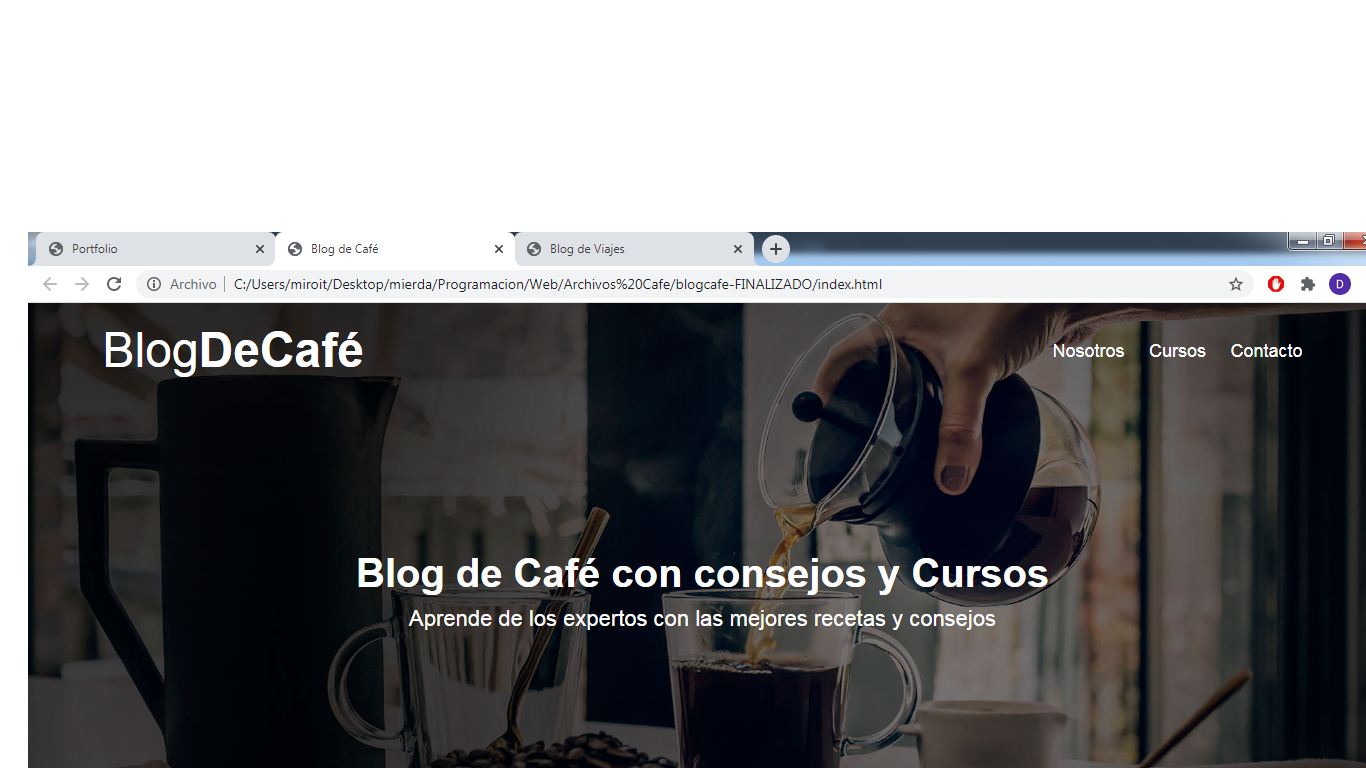 Portfolio
Blog de Café
Blog de Viajes
Archivo | C:/Users/miroit/Desktop/mierda/Programacion/Web/Archivos%20Cafe/blogcafe-FINALIZADO/index.html
D
BlogDeCafé
Nosotros Cursos Contacto
Blog de Café con consejos y Cursos
Aprende de los expertos con las mejores recetas y consejos